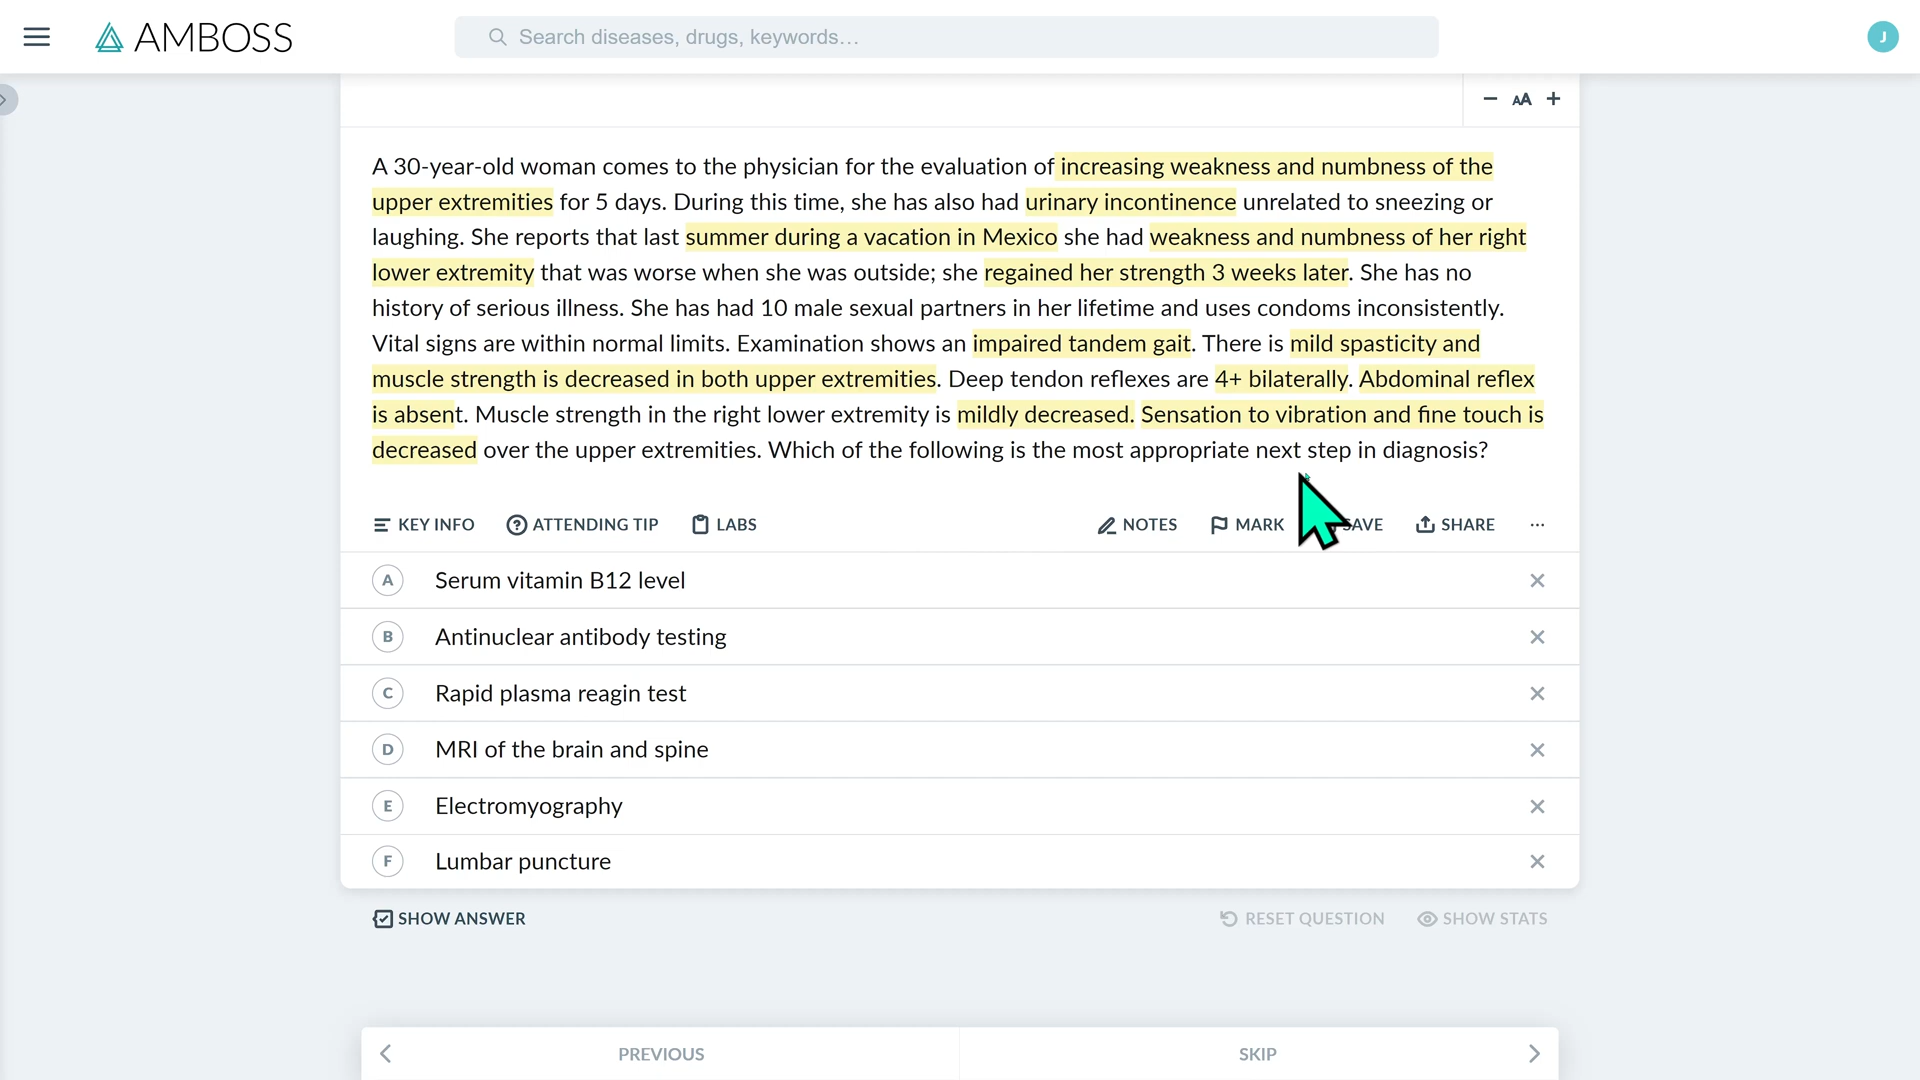 AMBOSS
Search diseases, drugs, keywords…
J
AA
A 30-year-old woman comes to the physician for the evaluation of increasing weakness and numbness of the
upper extremities for 5 days. During this time, she has also had urinary incontinence unrelated to sneezing or
laughing. She reports that last summer during a vacation in Mexico she had weakness and numbness of her right
lower extremity that was worse when she was outside; she regained her strength 3 weeks later. She has no
history of serious illness. She has had 10 male sexual partners in her lifetime and uses condoms inconsistently.
Vital signs are within normal limits. Examination shows an impaired tandem gait. There is mild spasticity and
muscle strength is decreased in both upper extremities. Deep tendon reflexes are 4+ bilaterally. Abdominal reflex
is absent. Muscle strength in the right lower extremity is mildly decreased. Sensation to vibration and fine touch is
decreased over the upper extremities. Which of the following is the most appropriate next step in diagnosis?
KEY INFO ATTENDING TIP LABS NOTES MARK SAVE SHARE
A Serum vitamin B12 level
B Antinuclear antibody testing
C Rapid plasma reagin test
D MRI of the brain and spine
E Electromyography
F Lumbar puncture
SHOW ANSWER RESET QUESTION SHOW STATS
PREVIOUS SKIP